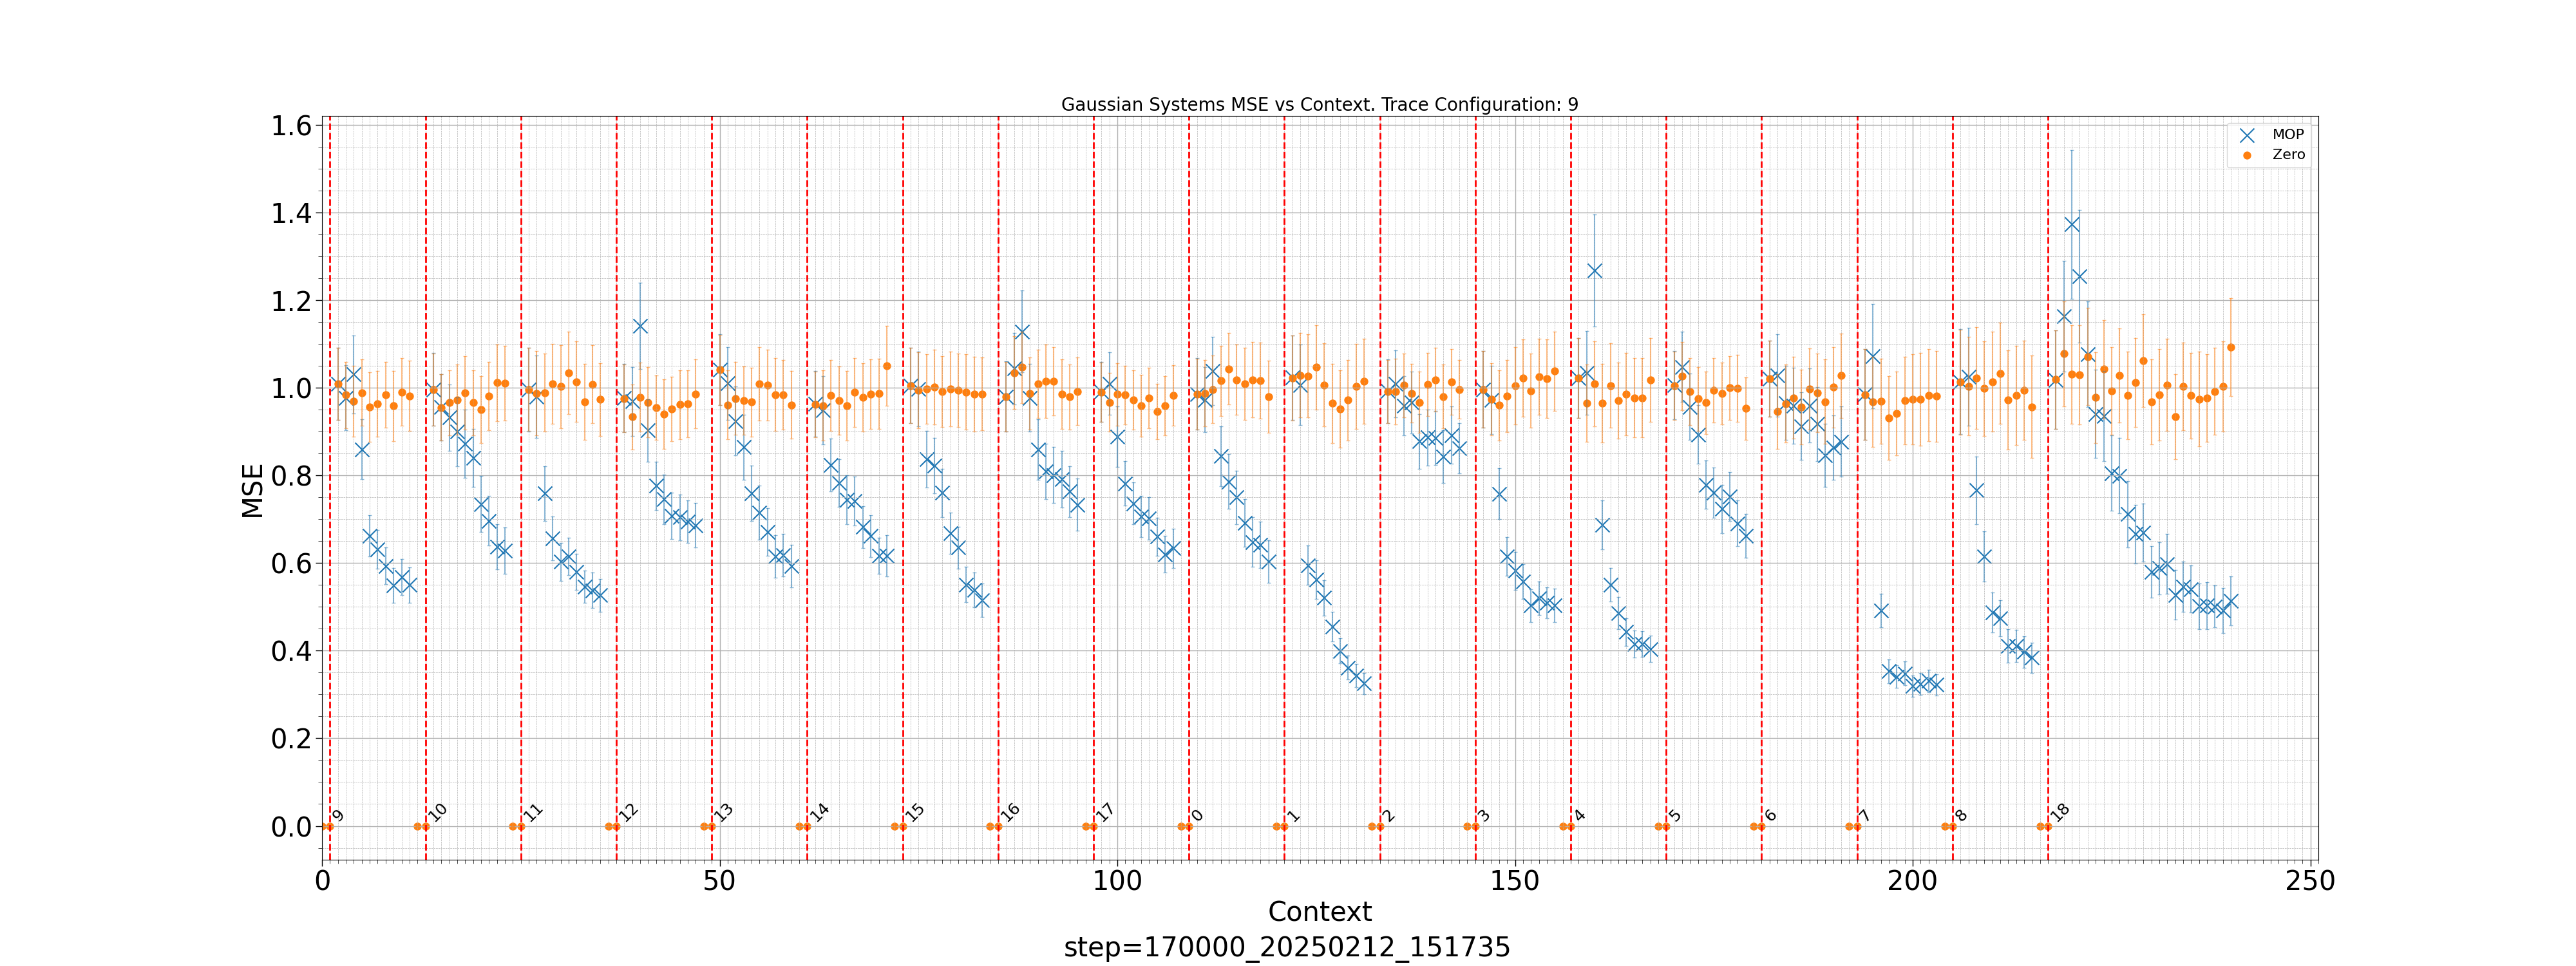 Gaussian Systems MSE vs Context. Trace Configuration: 9
MOP
Zero
1.6
1.4
1.2
1.0
0.8
0.6
0.4
0.2
0.0
MSE
9 10 11 12 13 14 15 16 17 0 1 2 3 4 5 6 7 8 18
0 50 100 150 200 250
Context
step=170000_20250212_151735